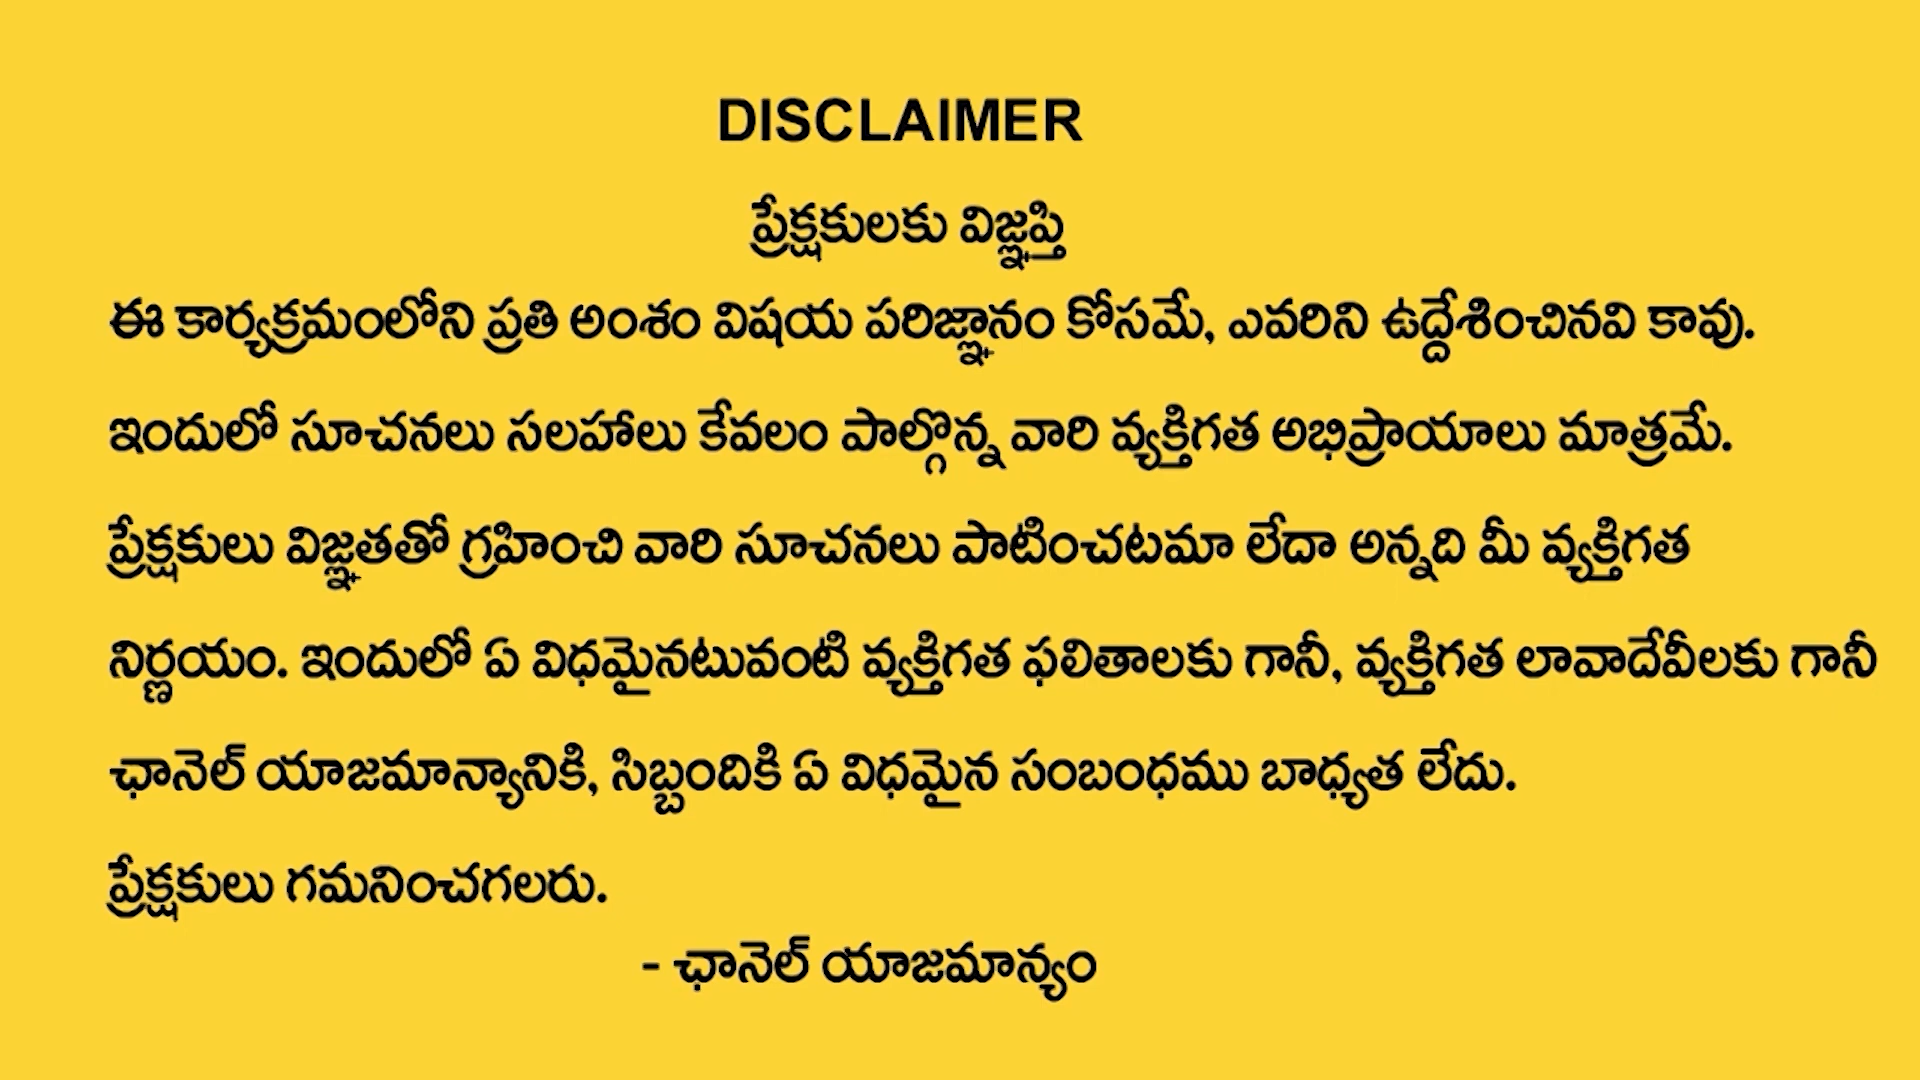 DISCLAIMER
ప్రేక్షకులకు విజ్ఞప్తి
ఈ కార్యక్రమంలోని ప్రతి అంశం విషయ పరిజ్ఞానం కోసమే, ఎవరిని ఉద్దేశించినవి కావు.
ఇందులో సూచనలు సలహాలు కేవలం పాల్గొన్న వారి వ్యక్తిగత అభిప్రాయాలు మాత్రమే.
ప్రేక్షకులు విజ్ఞతతో గ్రహించి వారి సూచనలు పాటించటమా లేదా అన్నది మీ వ్యక్తిగత
నిర్ణయం. ఇందులో ఏ విధమైనటువంటి వ్యక్తిగత ఫలితాలకు గానీ, వ్యక్తిగత లావాదేవీలకు గానీ
ఛానెల్ యాజమాన్యానికి, సిబ్బందికి ఏ విధమైన సంబంధము బాధ్యత లేదు.
ప్రేక్షకులు గమనించగలరు.
- ఛానెల్ యాజమాన్యం